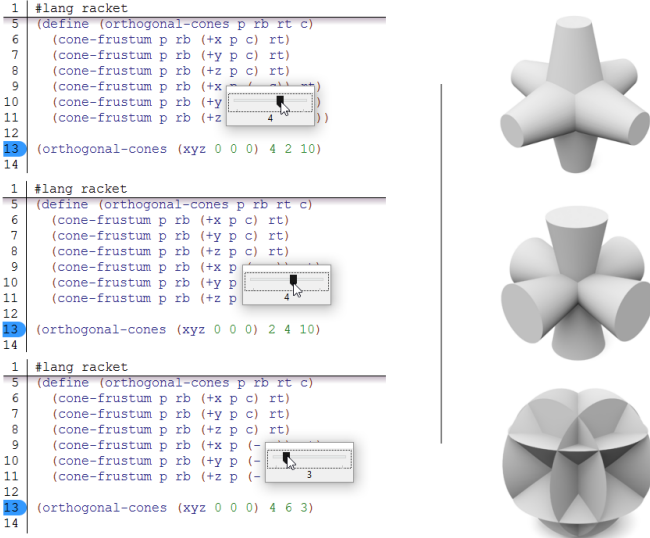 1 #lang racket
5 (define (orthogonal-cones p rb rt c)
6 (cone-frustum p rb (+x p c) rt)
7 (cone-frustum p rb (+y p c) rt)
8 (cone-frustum p rb (+z p c) rt)
9 (cone-frustum p rb (+x p (- c)) rt)
10 (cone-frustum p rb (+y )
11 (cone-frustum p rb (+z ))
4
12
13 (orthogonal-cones (xyz 0 0 0) 4 2 10)
14
1 #lang racket
5 (define (orthogonal-cones p rb rt c)
6 (cone-frustum p rb (+x p c) rt)
7 (cone-frustum p rb (+y p c) rt)
8 (cone-frustum p rb (+z p c) rt)
9 (cone-frustum p rb (+x p
10 (cone-frustum p rb (+y p
11 (cone-frustum p rb (+z p
4
12
13 (orthogonal-cones (xyz 0 0 0) 2 4 10)
14
1 #lang racket
5 (define (orthogonal-cones p rb rt c)
6 (cone-frustum p rb (+x p c) rt)
7 (cone-frustum p rb (+y p c) rt)
8 (cone-frustum p rb (+z p c) rt)
9 (cone-frustum p rb (+x p (-
10 (cone-frustum p rb (+y p (-
11 (cone-frustum p rb (+z p (-
3
12
13 (orthogonal-cones (xyz 0 0 0) 4 6 3)
14